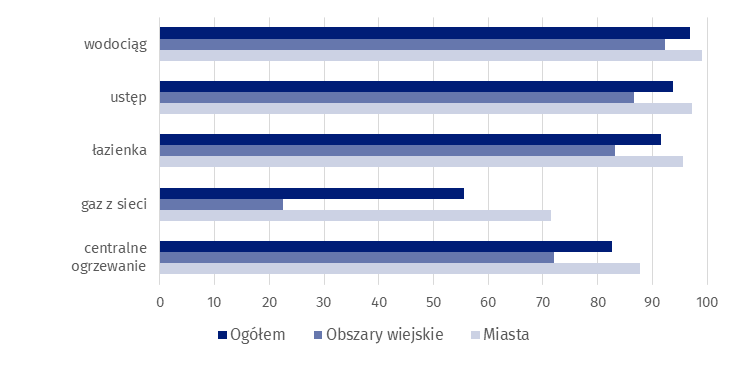 wodociąg
ustęp
łazienka
gaz z sieci
centralne
ogrzewanie
0 10 20 30 40 50 60 70 80 90 100
Ogółem Obszary wiejskie Miasta